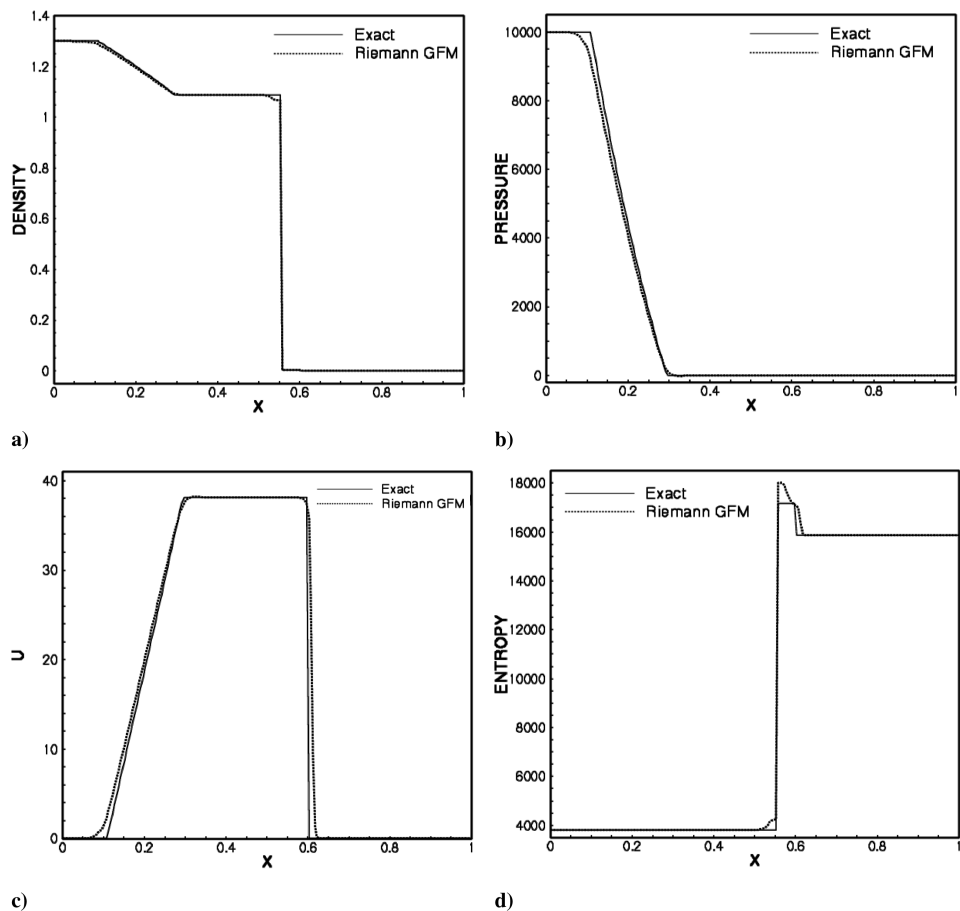 1.4
1.2
1
0.8
0.6
0.4
0.2
0
DENSITY
Exact
Riemann GFM
0 0.2 0.4 0.6 0.8 1
X
a)
10000
8000
6000
4000
2000
0
PRESSURE
Exact
Riemann GFM
0 0.2 0.4 0.6 0.8 1
X
b)
40
30
20
10
0
U
Exact
Riemann GFM
0 0.2 0.4 0.6 0.8 1
X
c)
18000
16000
14000
12000
10000
8000
6000
4000
ENTROPY
Exact
Riemann GFM
0 0.2 0.4 0.6 0.8 1
X
d)